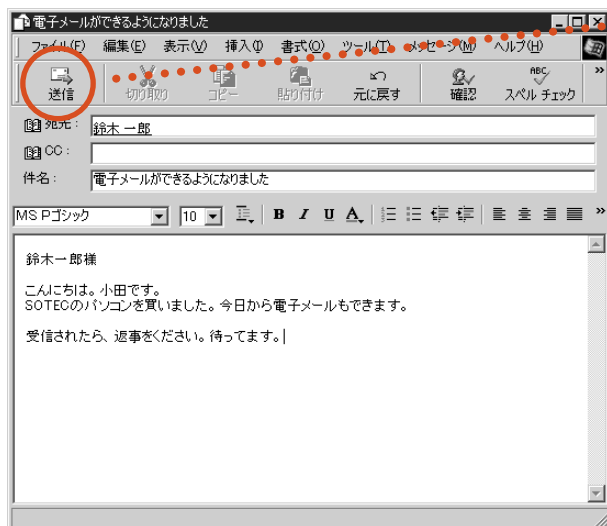 電子メールができるようになりました
ファイル(F) 編集(E) 表示(V) 挿入(I) 書式(O) ツール(T) メッセージ(M) ヘルプ(H)
送信 切り取り コピー 貼り付け 元に戻す 確認 ABC スペル チェック »
宛先: 鈴木 一郎
CC:
件名: 電子メールができるようになりました
MS Pゴシック 10 B I U A »
鈴木一郎様
こんにちは。小田です。
SOTECのパソコンを買いました。今日から電子メールもできます。
受信されたら、返事をください。待ってます。